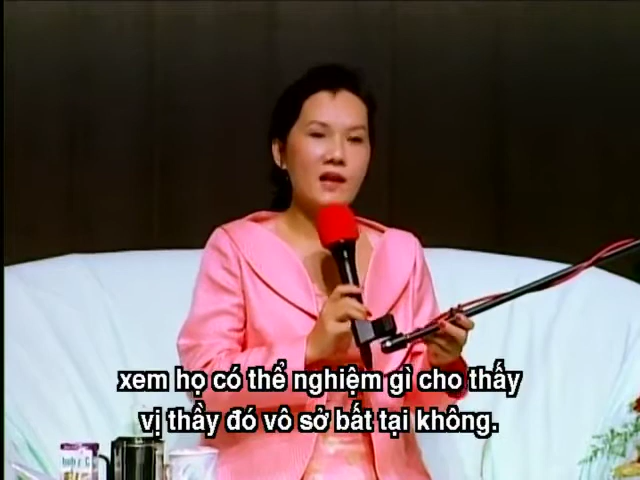 xem họ có thể nghiệm gì cho thấy
vị thầy đó vô sở bất tại không.